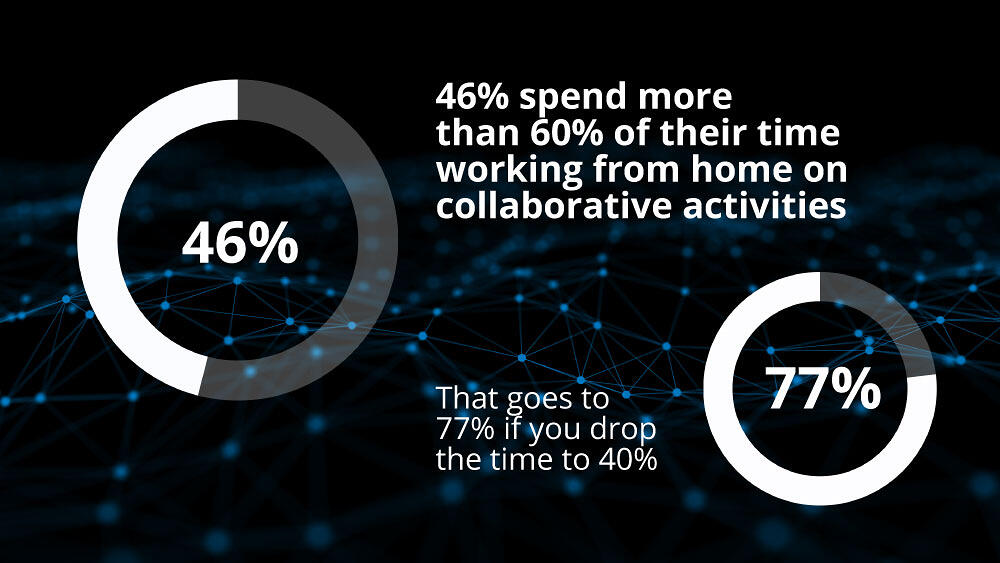 46%
46% spend more
than 60% of their time
working from home on
collaborative activities
That goes to
77% if you drop
the time to 40%
77%